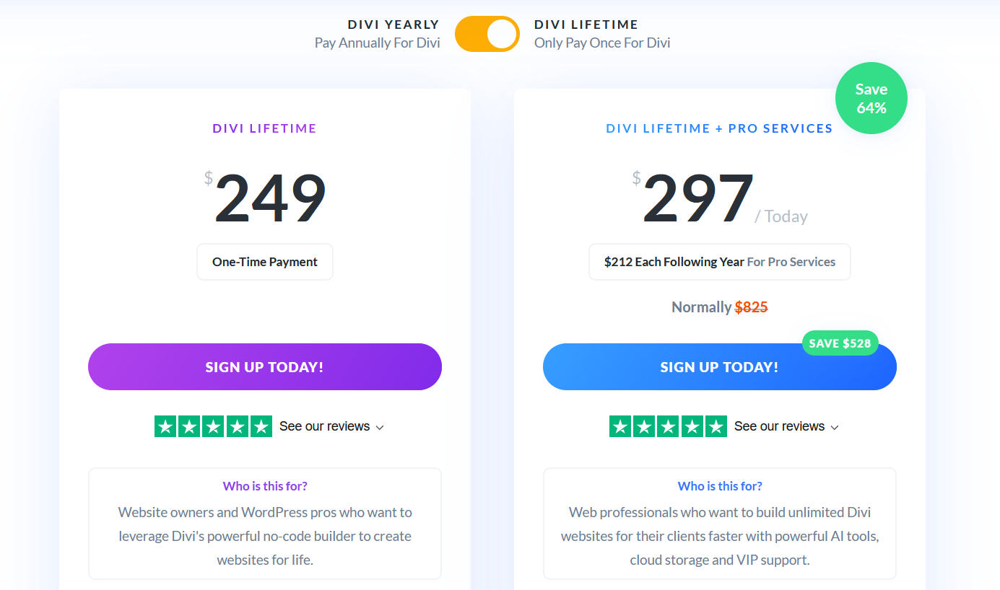 DIVI YEARLY
Pay Annually For Divi
DIVI LIFETIME
Only Pay Once For Divi
DIVI LIFETIME
$249
One-Time Payment
SIGN UP TODAY!
See our reviews
Who is this for?
Website owners and WordPress pros who want to
leverage Divi's powerful no-code builder to create
websites for life.
Save
64%
DIVI LIFETIME + PRO SERVICES
$297 / Today
$212 Each Following Year For Pro Services
Normally $825
SAVE $528
SIGN UP TODAY!
See our reviews
Who is this for?
Web professionals who want to build unlimited Divi
websites for their clients faster with powerful AI tools,
cloud storage and VIP support.